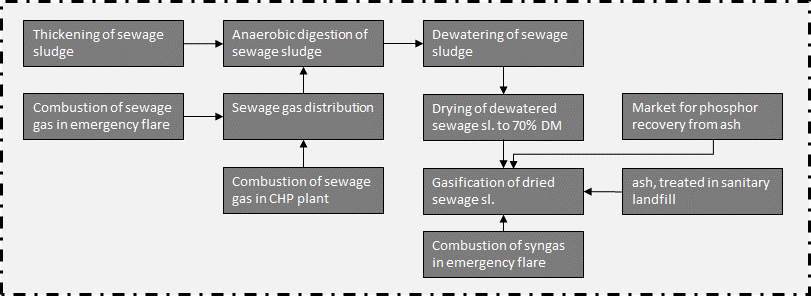 Thickening of sewage
sludge
Anaerobic digestion of
sewage sludge
Dewatering of sewage
sludge
Combustion of sewage
gas in emergency flare
Sewage gas distribution
Drying of dewatered
sewage sl. to 70% DM
Market for phosphor
recovery from ash
Combustion of sewage
gas in CHP plant
Gasification of dried
sewage sl.
ash, treated in sanitary
landfill
Combustion of syngas
in emergency flare